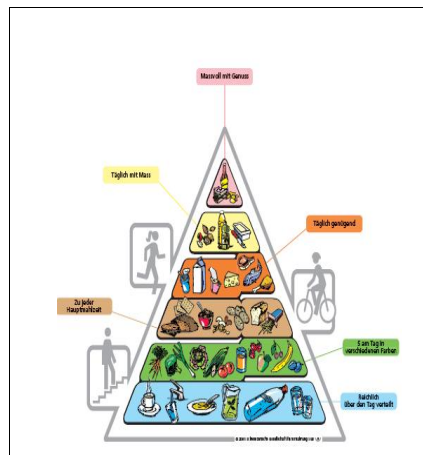 Massvoll mit Genuss
Täglich mit Mass
Täglich genügend
Zu jeder
Hauptmahlzeit
5 am Tag in
verschiedenen Farben
Reichlich
über den Tag verteilt